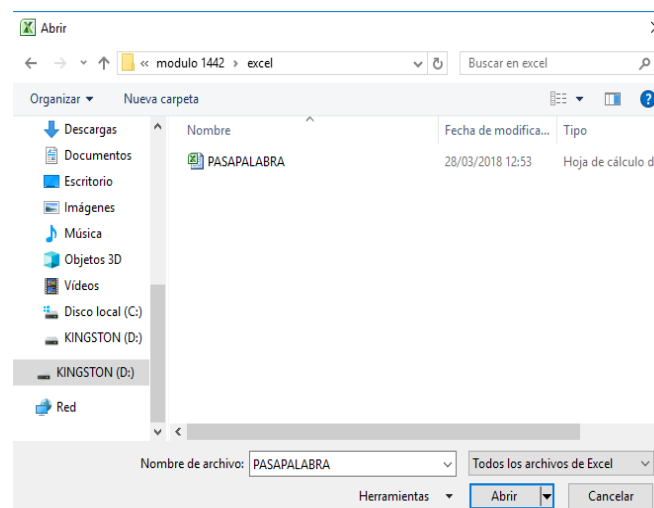 Abrir
« modulo 1442 › excel
Buscar en excel
Organizar
Nueva carpeta
Nombre
Fecha de modifica...
Tipo
PASAPALABRA
28/03/2018 12:53
Hoja de cálculo d
Descargas
Documentos
Escritorio
Imágenes
Música
Objetos 3D
Vídeos
Disco local (C:)
KINGSTON (D:)
KINGSTON (D:)
Red
Nombre de archivo: PASAPALABRA
Todos los archivos de Excel
Herramientas
Abrir
Cancelar